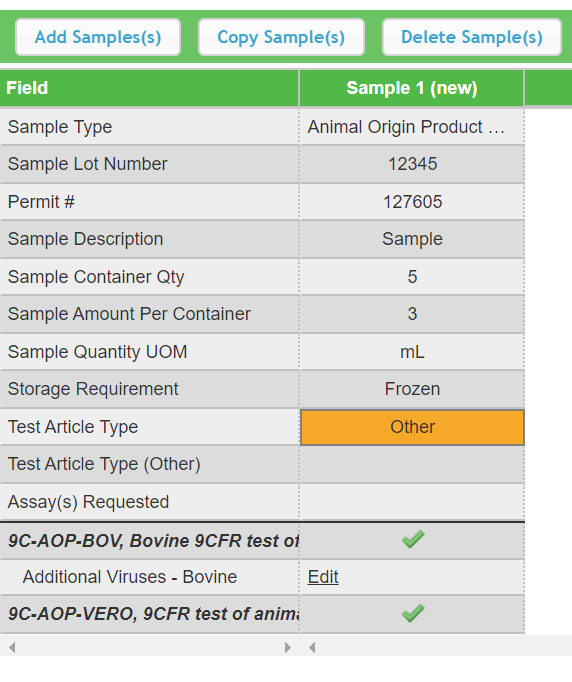 Add Samples(s) Copy Sample(s) Delete Sample(s)
Field Sample 1 (new)
Sample Type Animal Origin Product ...
Sample Lot Number 12345
Permit # 127605
Sample Description Sample
Sample Container Qty 5
Sample Amount Per Container 3
Sample Quantity UOM mL
Storage Requirement Frozen
Test Article Type Other
Test Article Type (Other)
Assay(s) Requested
9C-AOP-BOV, Bovine 9CFR test of
Additional Viruses - Bovine Edit
9C-AOP-VERO, 9CFR test of anima